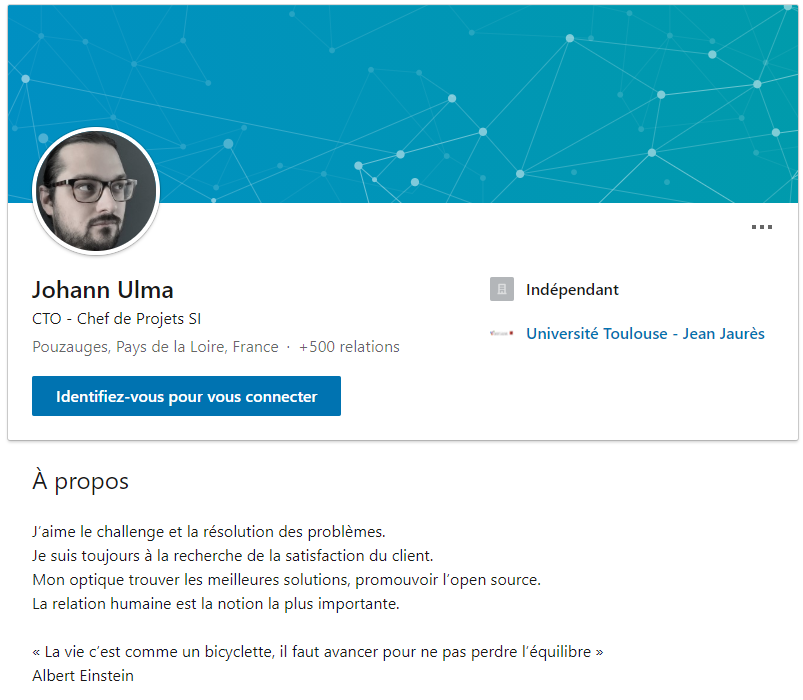 Johann Ulma
CTO - Chef de Projets SI
Pouzauges, Pays de la Loire, France · +500 relations
Identifiez-vous pour vous connecter
Indépendant
Université Toulouse - Jean Jaurès
À propos
J’aime le challenge et la résolution des problèmes.
Je suis toujours à la recherche de la satisfaction du client.
Mon optique trouver les meilleures solutions, promouvoir l’open source.
La relation humaine est la notion la plus importante.
« La vie c’est comme un bicyclette, il faut avancer pour ne pas perdre l’équilibre »
Albert Einstein